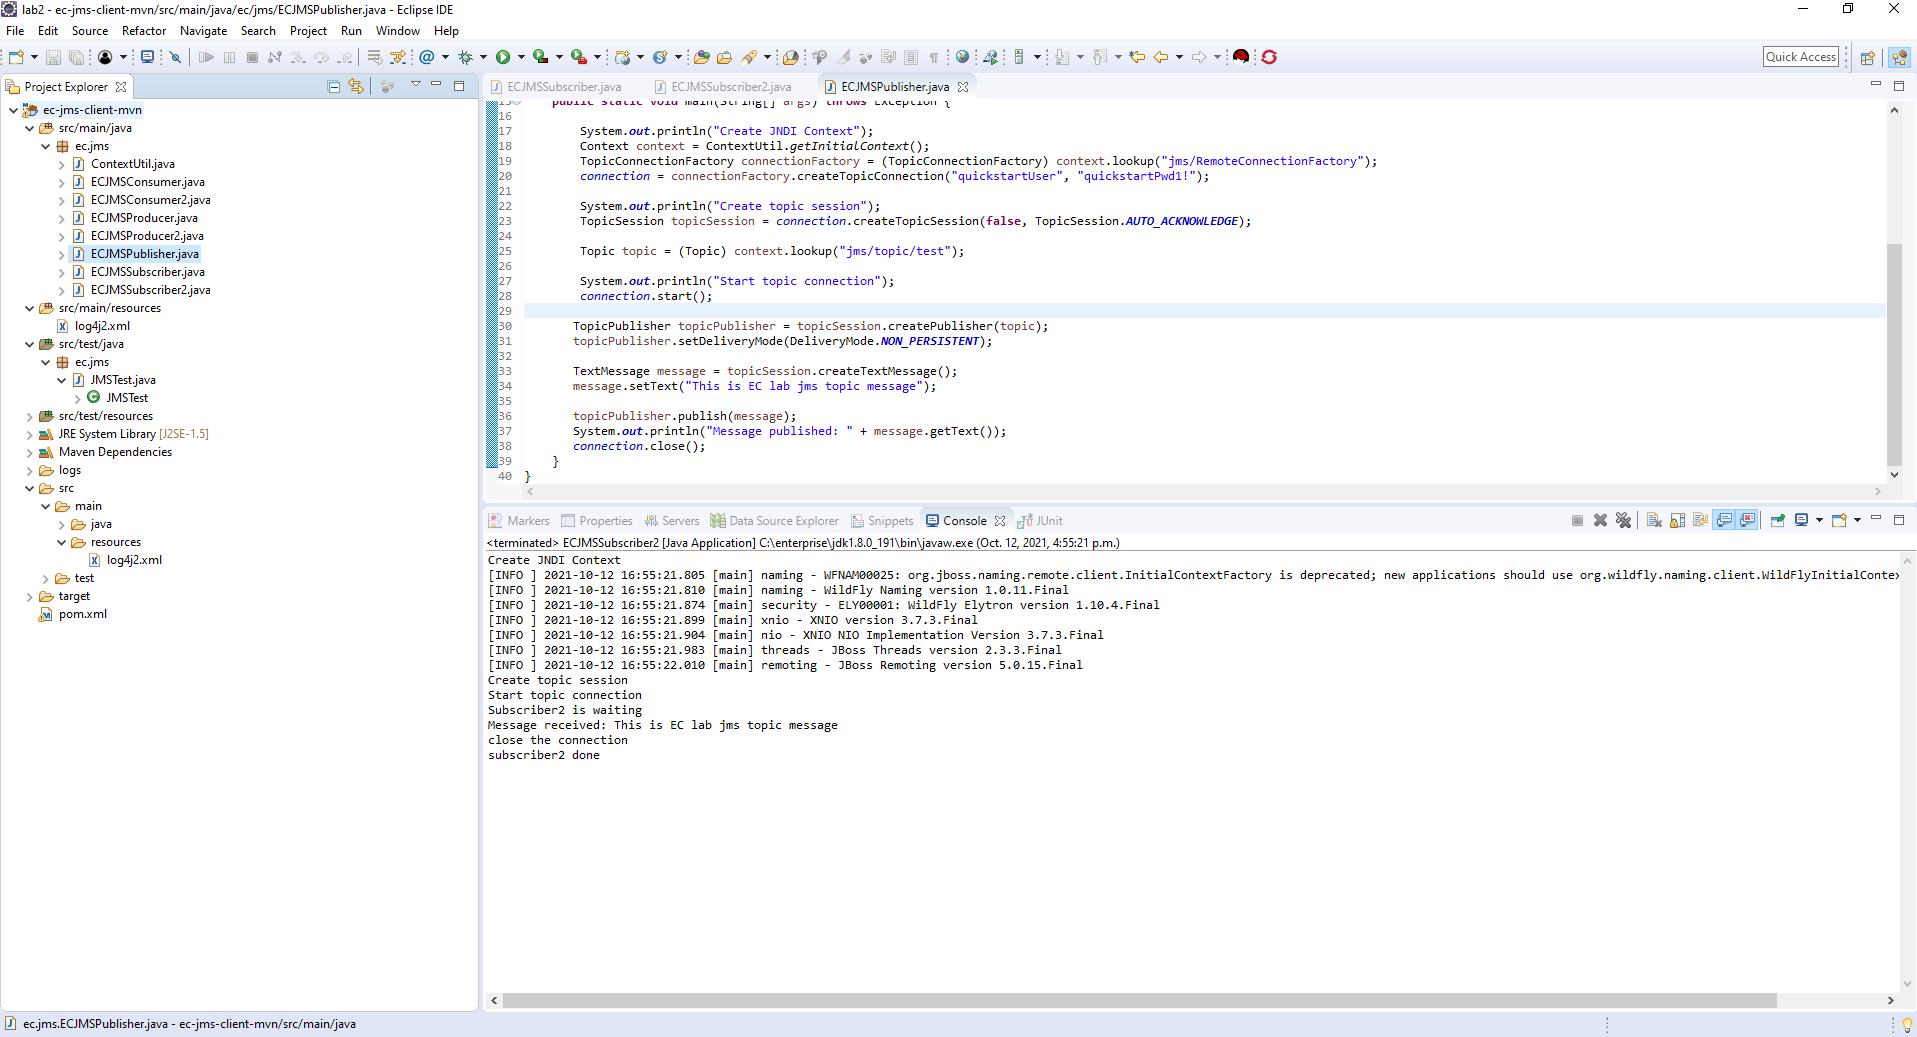 lab2 - ec-jms-client-mvn/src/main/java/ec/jms/ECJMSPublisher.java - Eclipse IDE
File Edit Source Refactor Navigate Search Project Run Window Help
Quick Access
Project Explorer
ec-jms-client-mvn
src/main/java
ec.jms
ContextUtil.java
ECJMSConsumer.java
ECJMSConsumer2.java
ECJMSProducer.java
ECJMSProducer2.java
ECJMSPublisher.java
ECJMSSubscriber.java
ECJMSSubscriber2.java
src/main/resources
log4j2.xml
src/test/java
ec.jms
JMSTest.java
JMSTest
src/test/resources
JRE System Library [J2SE-1.5]
Maven Dependencies
logs
src
main
java
resources
log4j2.xml
test
target
pom.xml
ECJMSSubscriber.java ECJMSSubscriber2.java ECJMSPublisher.java
15 public static void main(String[] args) throws Exception {
16
17 System.out.println("Create JNDI Context");
18 Context context = ContextUtil.getInitialContext();
19 TopicConnectionFactory connectionFactory = (TopicConnectionFactory) context.lookup("jms/RemoteConnectionFactory");
20 connection = connectionFactory.createTopicConnection("quickstartUser", "quickstartPwd1!");
21
22 System.out.println("Create topic session");
23 TopicSession topicSession = connection.createTopicSession(false, TopicSession.AUTO_ACKNOWLEDGE);
24
25 Topic topic = (Topic) context.lookup("jms/topic/test");
26
27 System.out.println("Start topic connection");
28 connection.start();
29
30 TopicPublisher topicPublisher = topicSession.createPublisher(topic);
31 topicPublisher.setDeliveryMode(DeliveryMode.NON_PERSISTENT);
32
33 TextMessage message = topicSession.createTextMessage();
34 message.setText("This is EC lab jms topic message");
35
36 topicPublisher.publish(message);
37 System.out.println("Message published: " + message.getText());
38 connection.close();
39 }
40 }
Markers Properties Servers Data Source Explorer Snippets Console JUnit
<terminated> ECJMSSubscriber2 [Java Application] C:\enterprise\jdk1.8.0_191\bin\javaw.exe (Oct. 12, 2021, 4:55:21 p.m.)
Create JNDI Context
[INFO ] 2021-10-12 16:55:21.805 [main] naming - WFNAM00025: org.jboss.naming.remote.client.InitialContextFactory is deprecated; new applications should use org.wildfly.naming.client.WildFlyInitialContex
[INFO ] 2021-10-12 16:55:21.810 [main] naming - WildFly Naming version 1.0.11.Final
[INFO ] 2021-10-12 16:55:21.874 [main] security - ELY00001: WildFly Elytron version 1.10.4.Final
[INFO ] 2021-10-12 16:55:21.899 [main] xnio - XNIO version 3.7.3.Final
[INFO ] 2021-10-12 16:55:21.904 [main] nio - XNIO NIO Implementation Version 3.7.3.Final
[INFO ] 2021-10-12 16:55:21.983 [main] threads - JBoss Threads version 2.3.3.Final
[INFO ] 2021-10-12 16:55:22.010 [main] remoting - JBoss Remoting version 5.0.15.Final
Create topic session
Start topic connection
Subscriber2 is waiting
Message received: This is EC lab jms topic message
close the connection
subscriber2 done
ec.jms.ECJMSPublisher.java - ec-jms-client-mvn/src/main/java